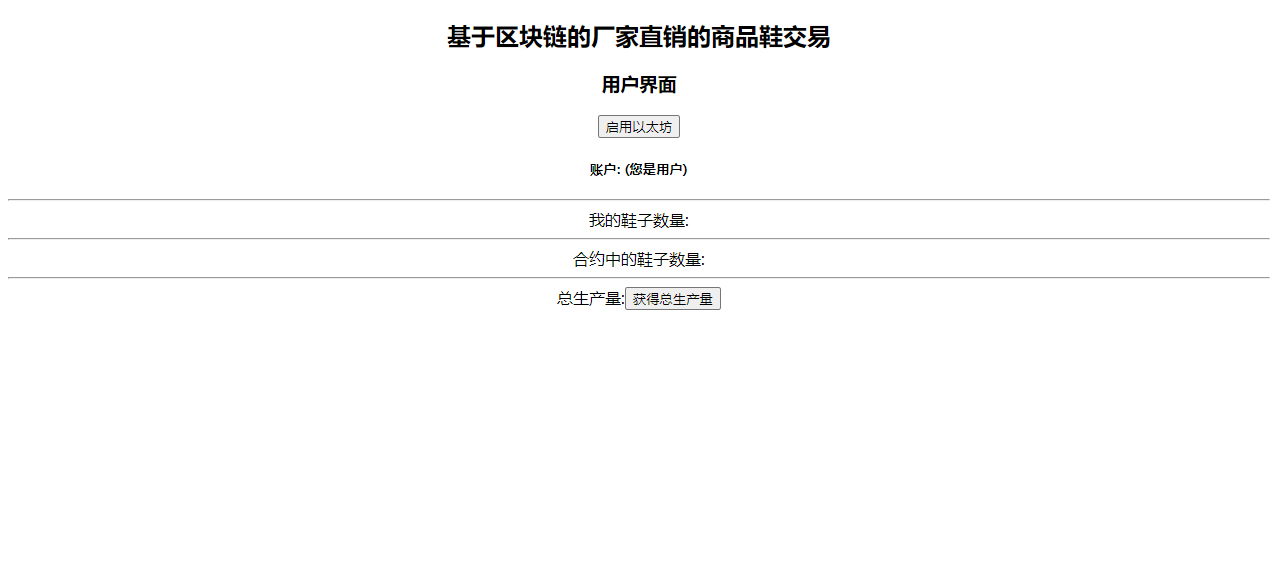 基于区块链的厂家直销的商品鞋交易
用户界面
启用以太坊
账户: (您是用户)
我的鞋子数量:
合约中的鞋子数量:
总生产量:获得总生产量